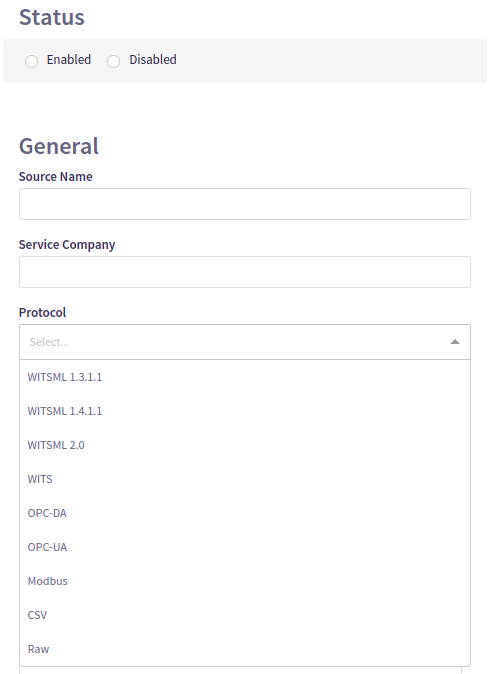 Status
Enabled Disabled
General
Source Name
Service Company
Protocol
Select...
WITSML 1.3.1.1
WITSML 1.4.1.1
WITSML 2.0
WITS
OPC-DA
OPC-UA
Modbus
CSV
Raw